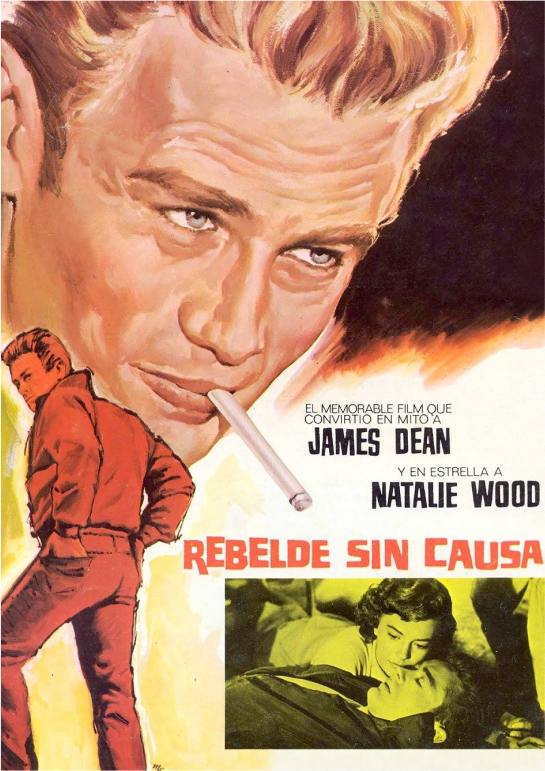 EL MEMORABLE FILM QUE
CONVIRTIO EN MITO A
JAMES DEAN
Y EN ESTRELLA A
NATALIE WOOD
REBELDE SIN CAUSA